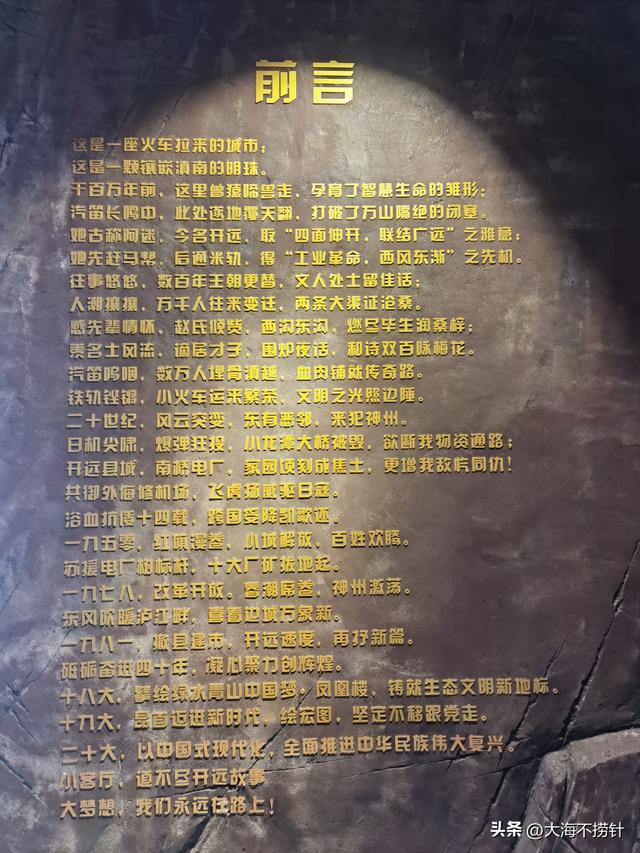 前言
这是一座火车拉来的城市；
这是一颗镶嵌滇南的明珠。
千百万年前，这里曾猿啼兽走，孕育了智慧生命的雏形；
汽笛长鸣中，此处遂地覆天翻，打破了万山隔绝的闭塞。
她古称阿迷，今名开远，取“四面伸开，联结广远”之雅意；
她先赶马帮，后通米轨，得“工业革命，西风东渐”之先机。
往事悠悠，数百年王朝更替，文人处士留佳话；
人潮攘攘，万千人往来变迁，两条大渠证沧桑。
感先辈情怀，赵氏顺贤，西沟东沟，燃尽毕生润桑梓；
羡名士风流，谪居才子，围炉夜话，和诗双百咏梅花。
汽笛呜咽，数万人埋骨滇越，血肉铺就传奇路。
铁轨铿锵，小火车运来繁荣，文明之光照边陲。
二十世纪，风云突变，东有恶邻，来犯神州。
日机尖啸，爆弹狂投，小龙潭大桥被毁，欲断我物资通路；
开远县城，南桥电厂，家园顷刻成焦土，更增我敌忾同仇！
共御外侮修机场，飞虎扬威驱日寇。
浴血抗倭十四载，跨国受降凯歌还。
一九五零，红旗漫卷，小城解放，百姓欢腾。
苏援电厂树标杆，十大厂矿拔地起。
一九七八，改革开放。春潮席卷，神州激荡。
东风吹暖泸江畔，喜看边城万象新。
一九八一，撤县建市，开远速度，再抒新篇。
砥砺奋进四十年，凝心聚力创辉煌。
十八大，擘绘绿水青山中国梦。凤凰楼，铸就生态文明新地标。
十九大，昂首迈进新时代，绘宏图，坚定不移跟党走。
二十大，以中国式现代化，全面推进中华民族伟大复兴。
小客厅，道不尽开远故事
大梦想，我们永远在路上！
头条 @大海不捞针